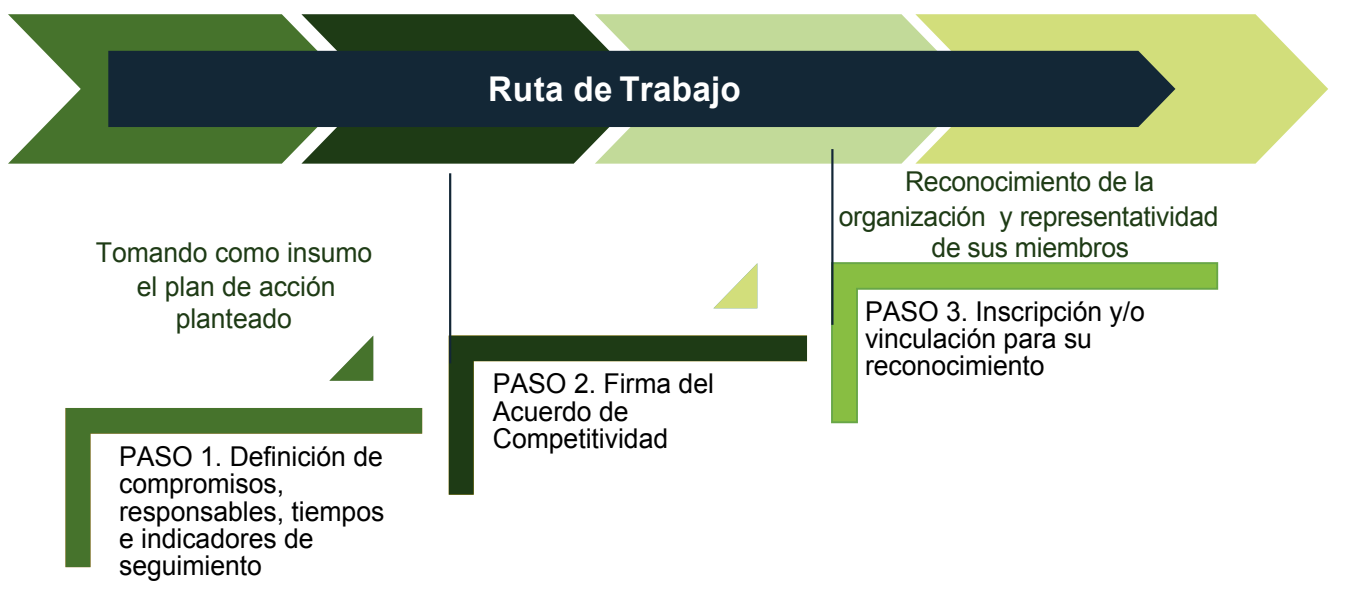 Ruta de Trabajo
Tomando como insumo
el plan de acción
planteado
PASO 1. Definición de
compromisos,
responsables, tiempos
e indicadores de
seguimiento
PASO 2. Firma del
Acuerdo de
Competitividad
Reconocimiento de la
organización y representatividad
de sus miembros
PASO 3. Inscripción y/o
vinculación para su
reconocimiento